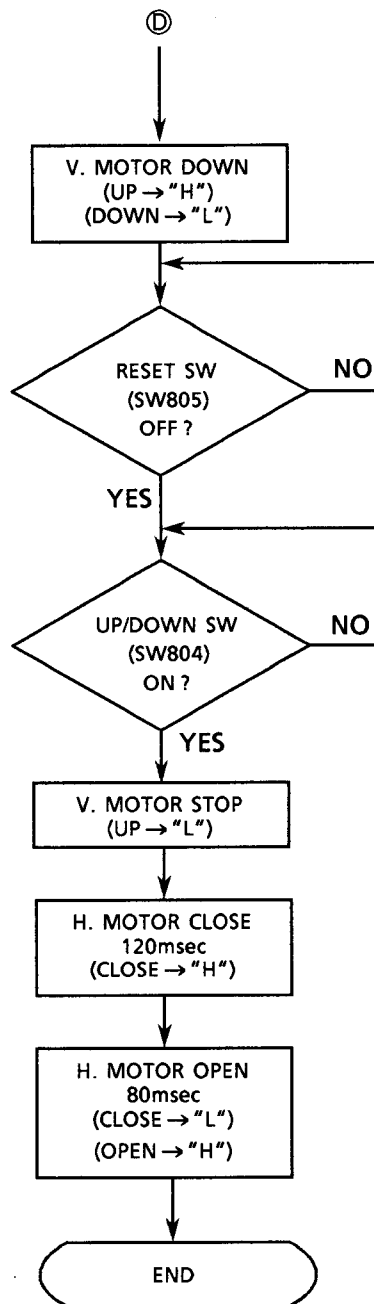 D
V. MOTOR DOWN
(UP → "H")
(DOWN → "L")
RESET SW
(SW805)
OFF ?
NO
YES
UP/DOWN SW
(SW804)
ON ?
NO
YES
V. MOTOR STOP
(UP → "L")
H. MOTOR CLOSE
120msec
(CLOSE → "H")
H. MOTOR OPEN
80msec
(CLOSE → "L")
(OPEN → "H")
END